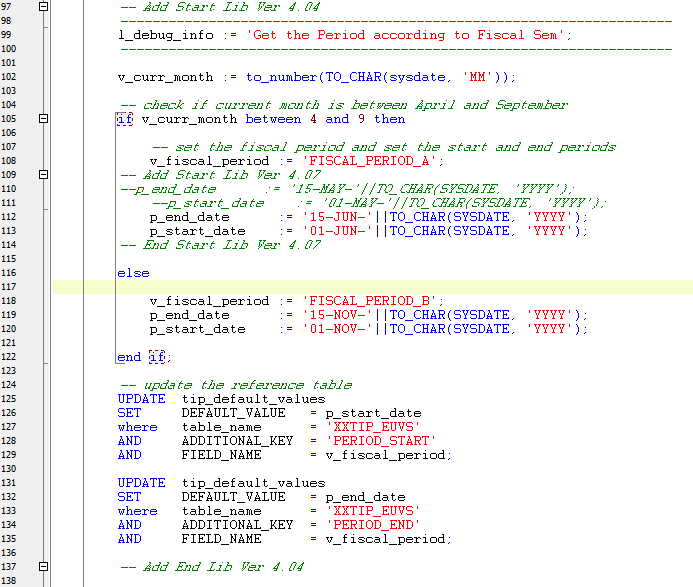 97 -- Add Start Lib Ver 4.04
98 ----------------------------------------------------------------------
99 l_debug_info := 'Get the Period according to Fiscal Sem';
100 ----------------------------------------------------------------------
101
102 v_curr_month := to_number(TO_CHAR(sysdate, 'MM'));
103
104 -- check if current month is between April and September
105 if v_curr_month between 4 and 9 then
106
107 -- set the fiscal period and set the start and end periods
108 v_fiscal_period := 'FISCAL_PERIOD_A';
109 -- Add Start Lib Ver 4.07
110 --p_end_date := '15-MAY-'||TO_CHAR(SYSDATE, 'YYYY');
111 --p_start_date := '01-MAY-'||TO_CHAR(SYSDATE, 'YYYY');
112 p_end_date := '15-JUN-'||TO_CHAR(SYSDATE, 'YYYY');
113 p_start_date := '01-JUN-'||TO_CHAR(SYSDATE, 'YYYY');
114 -- End Start Lib Ver 4.07
115
116 else
117
118 v_fiscal_period := 'FISCAL_PERIOD_B';
119 p_end_date := '15-NOV-'||TO_CHAR(SYSDATE, 'YYYY');
120 p_start_date := '01-NOV-'||TO_CHAR(SYSDATE, 'YYYY');
121
122 end if;
123
124 -- update the reference table
125 UPDATE tip_default_values
126 SET DEFAULT_VALUE = p_start_date
127 where table_name = 'XXTIP_EUVS'
128 AND ADDITIONAL_KEY = 'PERIOD_START'
129 AND FIELD_NAME = v_fiscal_period;
130
131 UPDATE tip_default_values
132 SET DEFAULT_VALUE = p_end_date
133 where table_name = 'XXTIP_EUVS'
134 AND ADDITIONAL_KEY = 'PERIOD_END'
135 AND FIELD_NAME = v_fiscal_period;
136
137 -- Add End Lib Ver 4.04
138